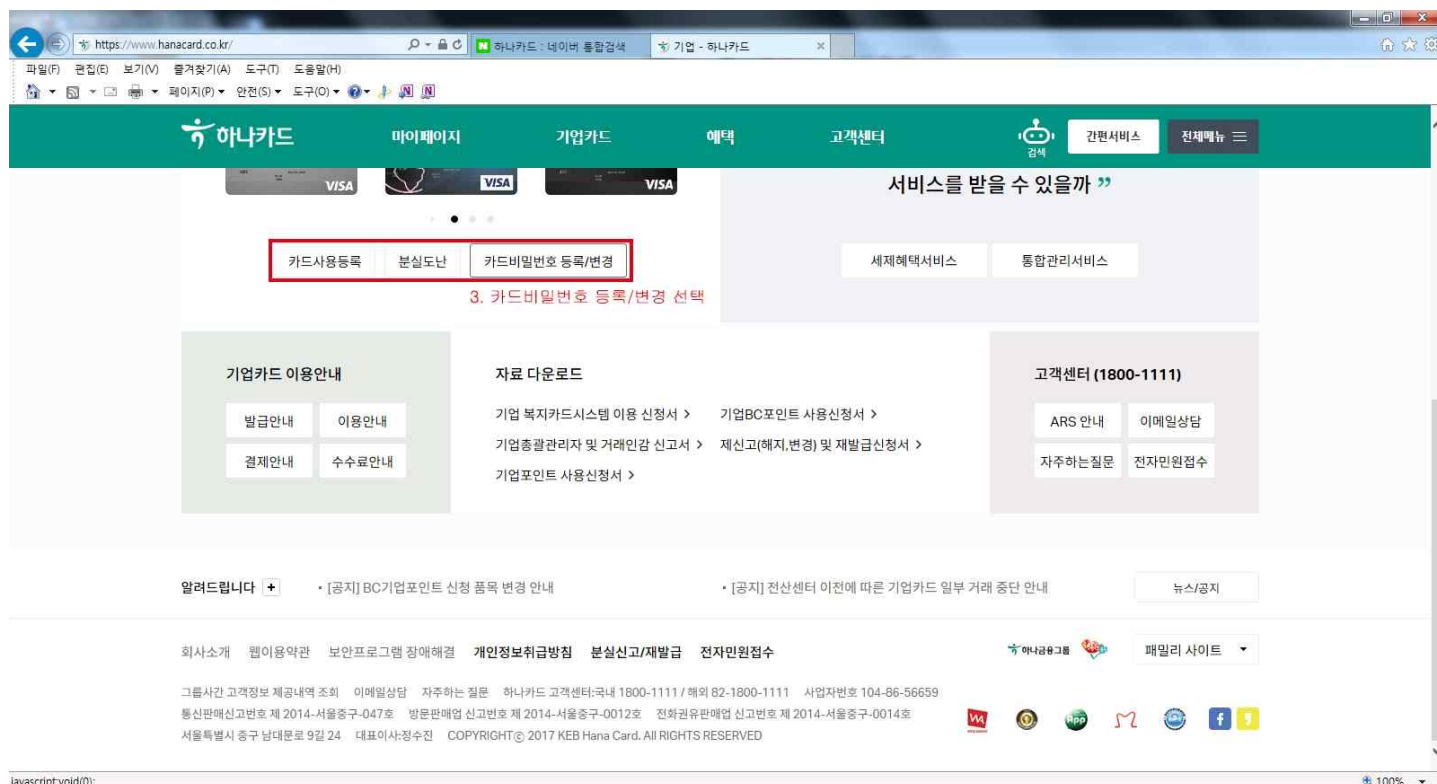 https://www.hanacard.co.kr/
하나카드 : 네이버 통합검색
기업 - 하나카드
파일(F) 편집(E) 보기(V) 즐겨찾기(A) 도구(T) 도움말(H)
페이지(P) 안전(S) 도구(O)
하나카드 마이페이지 기업카드 혜택 고객센터 검색 간편서비스 전체메뉴
VISA VISA VISA
서비스를 받을 수 있을까 ”
카드사용등록 분실도난 카드비밀번호 등록/변경
세제혜택서비스 통합관리서비스
3. 카드비밀번호 등록/변경 선택
기업카드 이용안내
발급안내 이용안내
결제안내 수수료안내
자료 다운로드
기업 복지카드시스템 이용 신청서 > 기업BC포인트 사용신청서 >
기업총괄관리자 및 거래인감 신고서 > 제신고(해지,변경) 및 재발급신청서 >
기업포인트 사용신청서 >
고객센터 (1800-1111)
ARS 안내 이메일상담
자주하는질문 전자민원접수
알려드립니다 + • [공지] BC기업포인트 신청 품목 변경 안내 • [공지] 전산센터 이전에 따른 기업카드 일부 거래 중단 안내 뉴스/공지
회사소개 웹이용약관 보안프로그램 장애해결 개인정보취급방침 분실신고/재발급 전자민원접수 하나금융그룹 패밀리 사이트
그룹사간 고객정보 제공내역 조회 이메일상담 자주하는 질문 하나카드 고객센터:국내 1800-1111 / 해외 82-1800-1111 사업자번호 104-86-56659
통신판매신고번호 제 2014-서울중구-047호 방문판매업 신고번호 제 2014-서울중구-0012호 전화권유판매업 신고번호 제 2014-서울중구-0014호
서울특별시 중구 남대문로 9길 24 대표이사:정수진 COPYRIGHT ⓒ 2017 KEB Hana Card. All RIGHTS RESERVED
WA
App
javascript:void(0);
100%